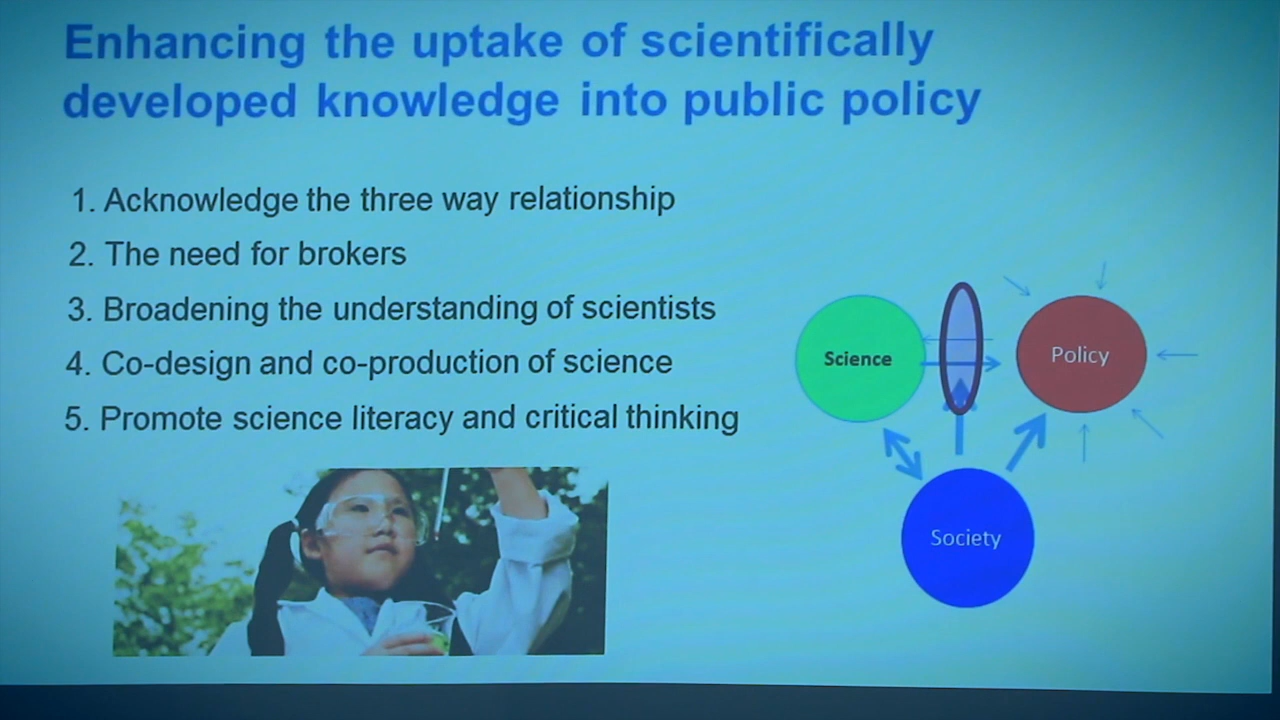 Enhancing the uptake of scientifically
developed knowledge into public policy
1. Acknowledge the three way relationship
2. The need for brokers
3. Broadening the understanding of scientists
4. Co-design and co-production of science
5. Promote science literacy and critical thinking
Science
Policy
Society